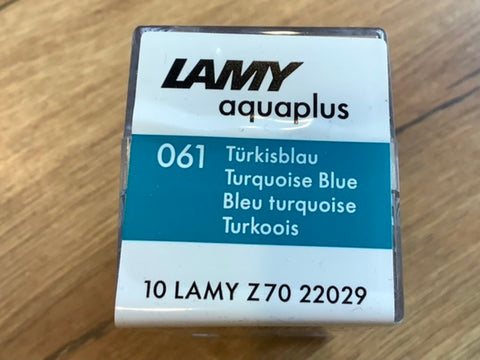 LAMY
aquaplus
061 Türkisblau
Turquoise Blue
Bleu turquoise
Turkoois
10 LAMY Z70 22029